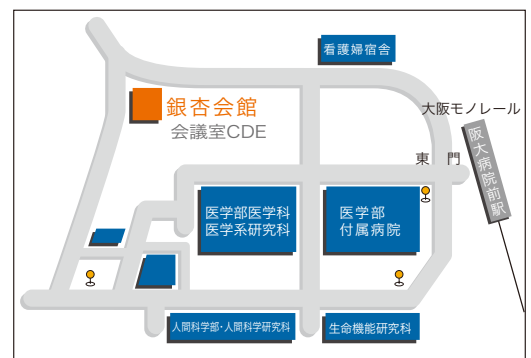 看護婦宿舎
銀杏会館
会議室CDE
大阪モノレール
阪大病院前駅
東 門
医学部医学科
医学系研究科
医学部
付属病院
人間科学部・人間科学研究科
生命機能研究科